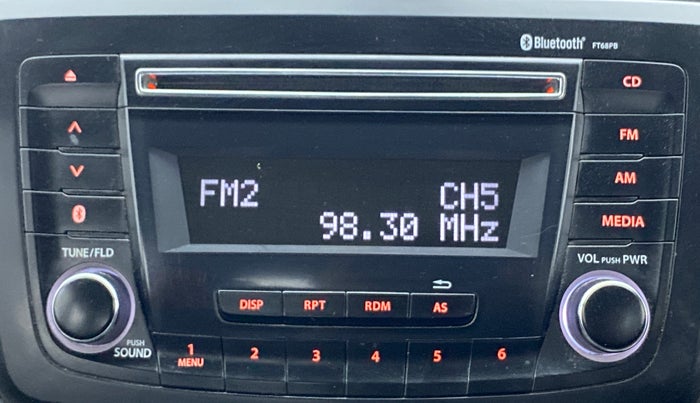 Bluetooth® FT68PB
CD
FM2 CH5
98.30 MHz
FM
AM
MEDIA
TUNE/FLD
VOL PUSH PWR
DISP RPT RDM AS
PUSH
SOUND
1 2 3 4 5 6
MENU